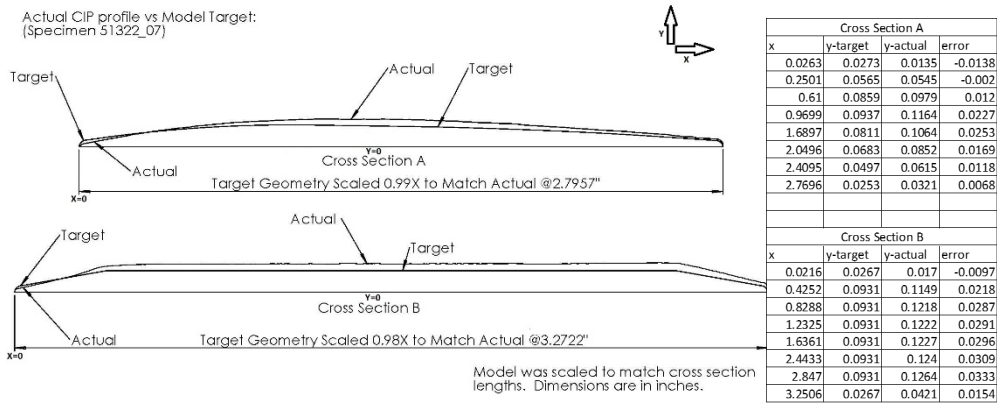 Actual CIP profile vs Model Target:
(Specimen 51322_07)
Y
X
Target
Actual
Target
Actual
Y=0
Cross Section A
Target Geometry Scaled 0.99X to Match Actual @2.7957"
X=0
Actual
Target
Target
Y=0
Cross Section B
Actual
Target Geometry Scaled 0.98X to Match Actual @3.2722"
X=0
Model was scaled to match cross section
lengths. Dimensions are in inches.
Cross Section A
x y-target y-actual error
0.0263 0.0273 0.0135 -0.0138
0.2501 0.0565 0.0545 -0.002
0.61 0.0859 0.0979 0.012
0.9699 0.0937 0.1164 0.0227
1.6897 0.0811 0.1064 0.0253
2.0496 0.0683 0.0852 0.0169
2.4095 0.0497 0.0615 0.0118
2.7696 0.0253 0.0321 0.0068
Cross Section B
x y-target y-actual error
0.0216 0.0267 0.017 -0.0097
0.4252 0.0931 0.1149 0.0218
0.8288 0.0931 0.1218 0.0287
1.2325 0.0931 0.1222 0.0291
1.6361 0.0931 0.1227 0.0296
2.4433 0.0931 0.124 0.0309
2.847 0.0931 0.1264 0.0333
3.2506 0.0267 0.0421 0.0154